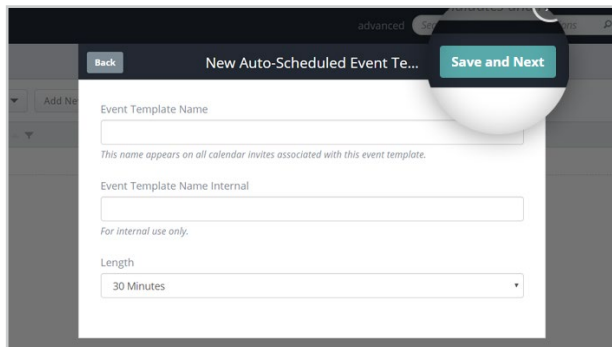 advanced
Back
New Auto-Scheduled Event Te...
Save and Next
Add Ne
Event Template Name
This name appears on all calendar invites associated with this event template.
Event Template Name Internal
For internal use only.
Length
30 Minutes